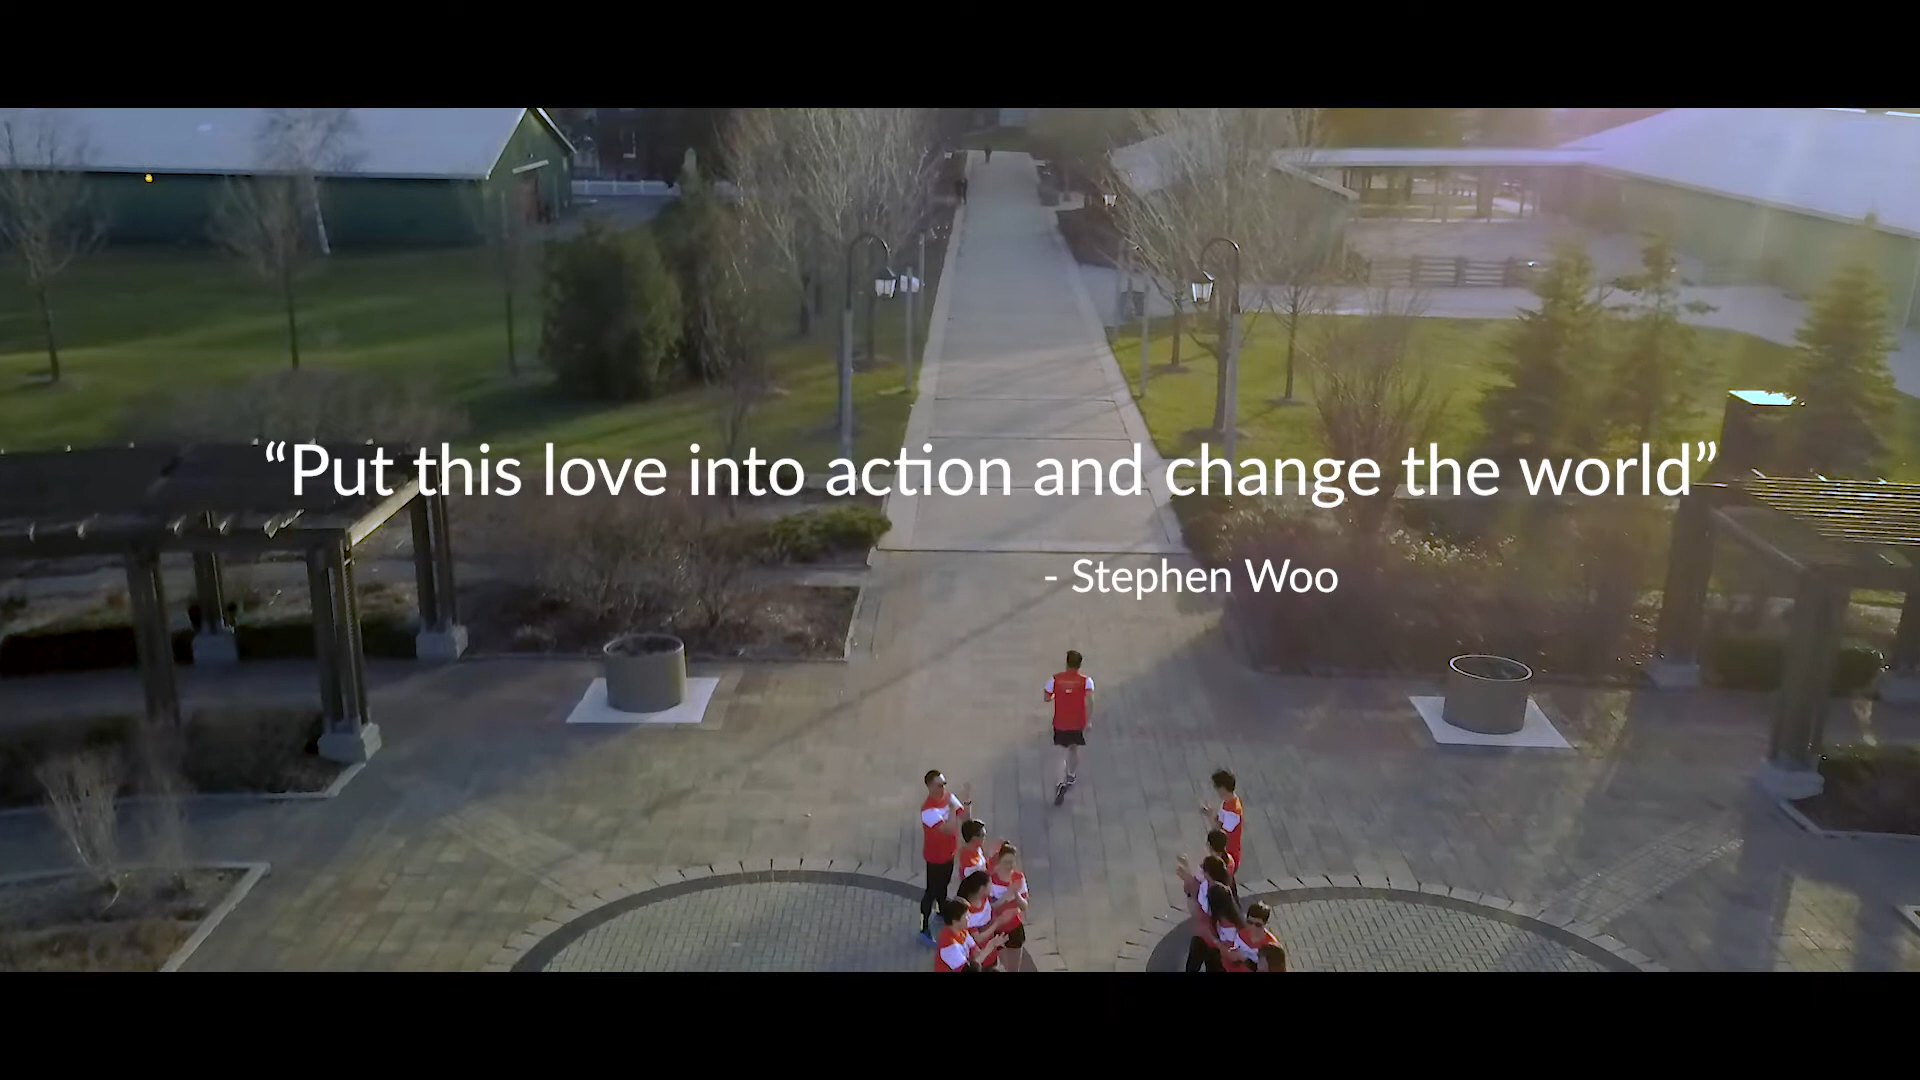 “Put this love into action and change the world”
- Stephen Woo